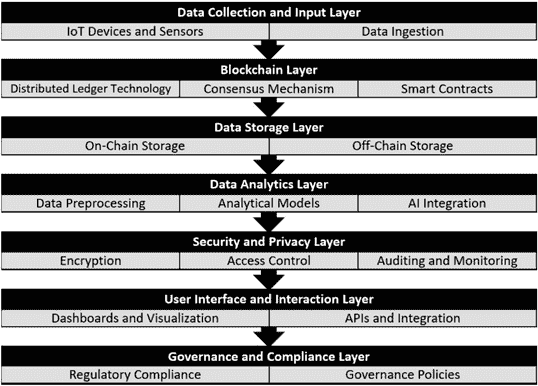 Data Collection and Input Layer
IoT Devices and Sensors Data Ingestion
Blockchain Layer
Distributed Ledger Technology Consensus Mechanism Smart Contracts
Data Storage Layer
On-Chain Storage Off-Chain Storage
Data Analytics Layer
Data Preprocessing Analytical Models AI Integration
Security and Privacy Layer
Encryption Access Control Auditing and Monitoring
User Interface and Interaction Layer
Dashboards and Visualization APIs and Integration
Governance and Compliance Layer
Regulatory Compliance Governance Policies